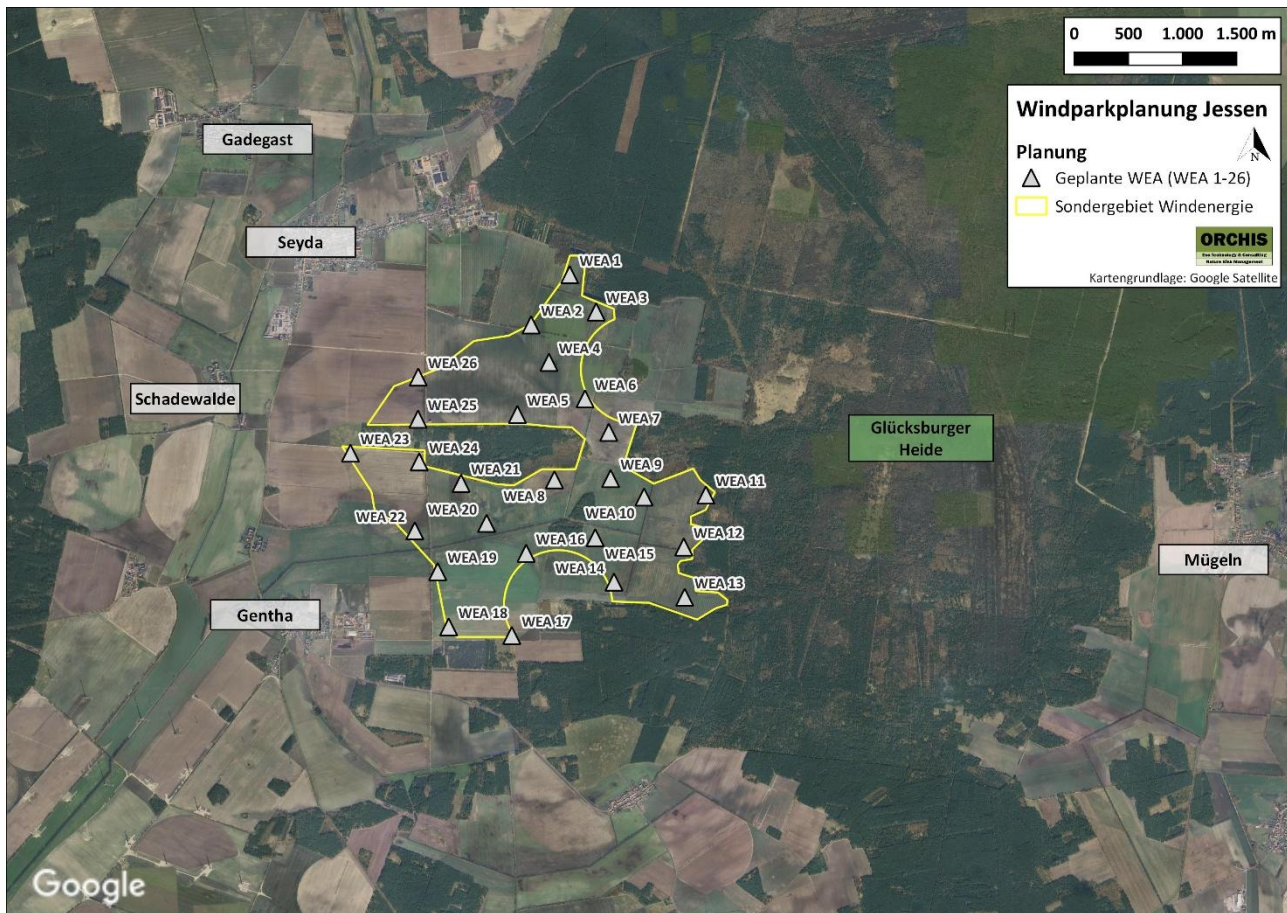 0 500 1.000 1.500 m
Windparkplanung Jessen
Planung
N
Geplante WEA (WEA 1-26)
Sondergebiet Windenergie
ORCHIS
Nature Risk Management
Kartengrundlage: Google Satellite
Gadegast
Seyda
WEA 1
WEA 3
WEA 2
WEA 4
WEA 26
Schadewalde
WEA 6
WEA 5
WEA 25
WEA 7
Glücksburger
Heide
WEA 23
WEA 24
WEA 21
WEA 8
WEA 9
WEA 11
WEA 10
WEA 20
WEA 22
WEA 16
WEA 15
WEA 12
WEA 19
WEA 14
Mügeln
WEA 13
Gentha
WEA 18
WEA 17
Google